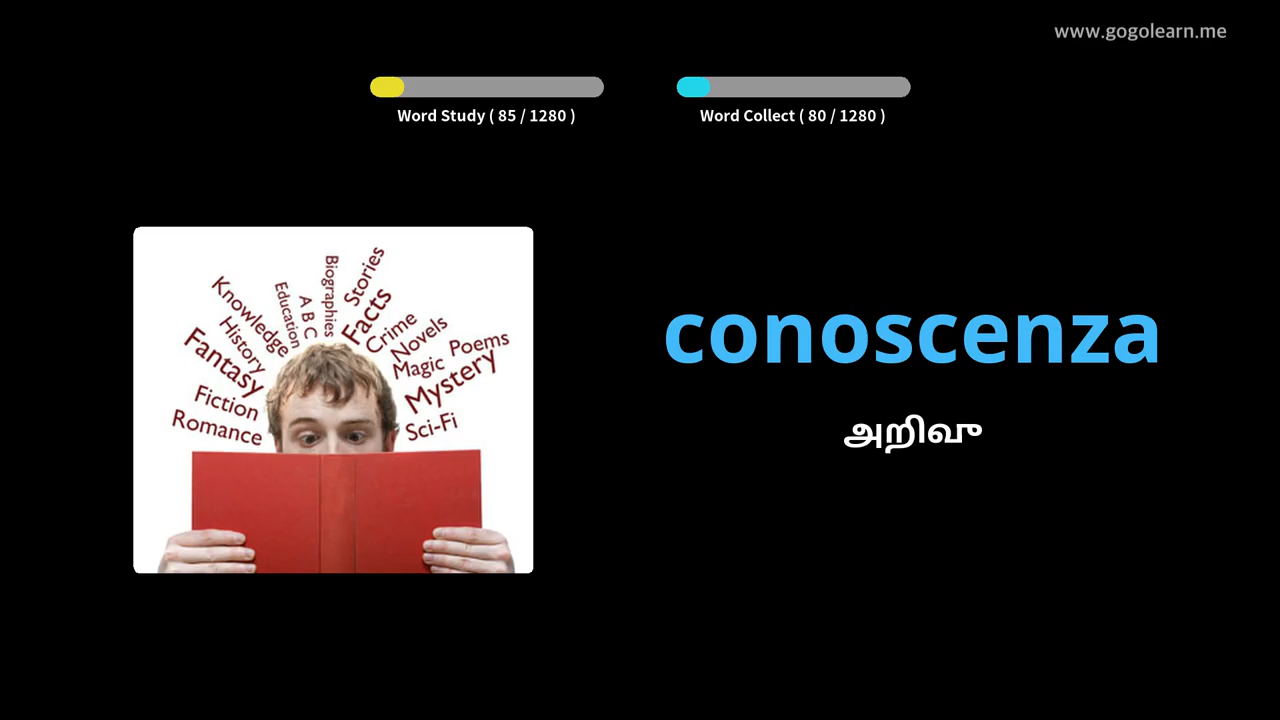 www.gogolearn.me
Word Study ( 85 / 1280 )
Word Collect ( 80 / 1280 )
Stories
Biographies
Facts
A B C
Education
Knowledge
History
Crime
Novels
Poems
Magic
Fantasy
Mystery
Fiction
Sci-Fi
Romance
conoscenza
அறிவு